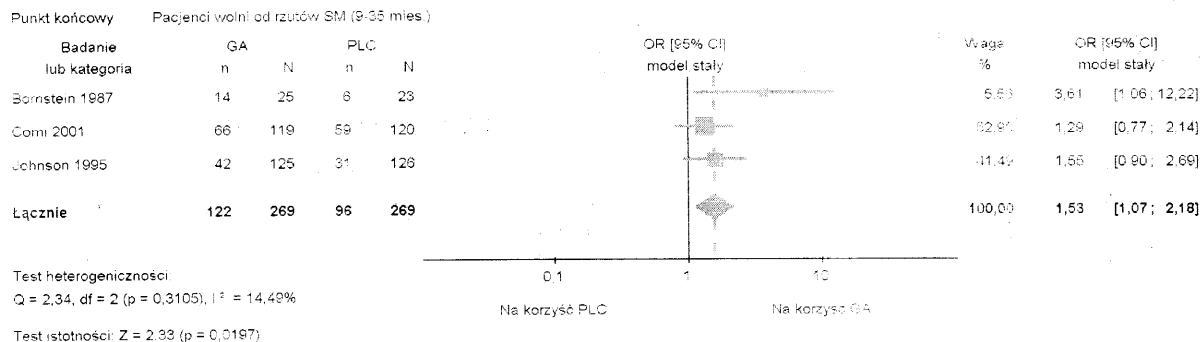 Punkt końcowy Pacjenci wolni od rzutów SM (9-35 mies.)
Badanie GA PLC OR [95% CI] Waga OR [95% CI]
lub kategoria n N n N model stały % model stały
Bornstein 1987 14 25 6 23 5,56 3,61 [1,06; 12,22]
Comi 2001 66 119 59 120 52,95 1,29 [0,77; 2,14]
Johnson 1995 42 125 31 126 41,49 1,55 [0,90; 2,69]
Łącznie 122 269 96 269 100,00 1,53 [1,07; 2,18]
0,1 1 10
Test heterogeniczności:
Q = 2,34, df = 2 (p = 0,3105), I² = 14,49%
Na korzyść PLC Na korzyść GA
Test istotności: Z = 2,33 (p = 0,0197)